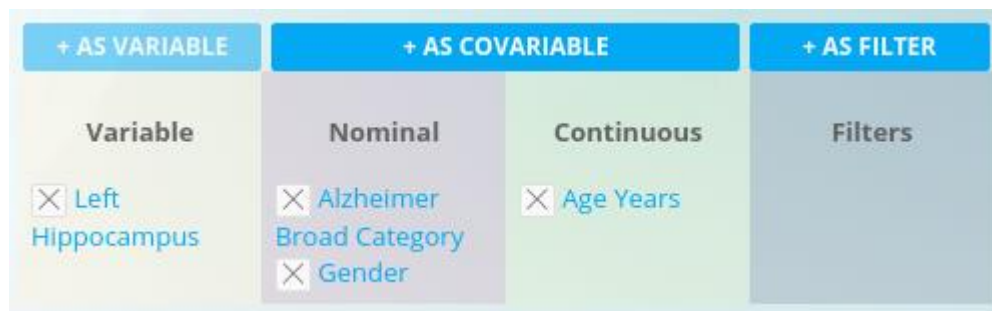 + AS VARIABLE + AS COVARIABLE + AS FILTER
Variable Nominal Continuous Filters
Left Alzheimer Age Years
Hippocampus Broad Category
Gender